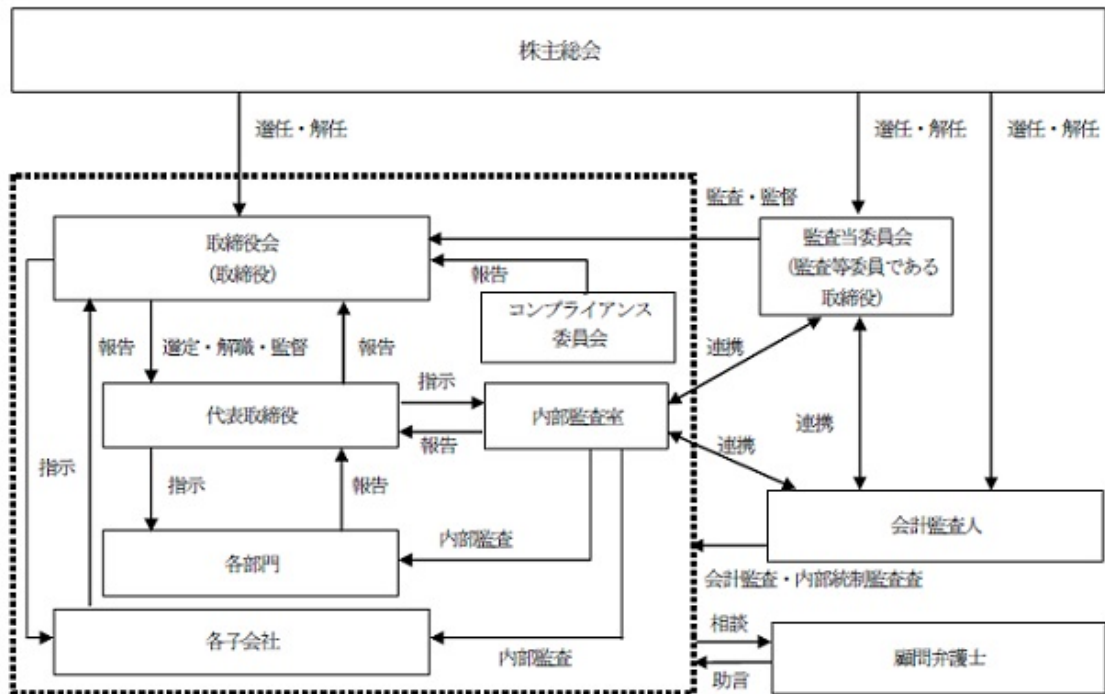 株主総会
選任・解任
選任・解任
選任・解任
監査・監督
取締役会
(取締役)
監査当委員会
(監査等委員である
取締役)
報告
コンプライアンス
委員会
報告
選定・解職・監督
報告
連携
指示
代表取締役
内部監査室
報告
連携
連携
指示
指示
報告
会計監査人
内部監査
各部門
会計監査・内部統制監査査
各子会社
内部監査
相談
顧問弁護士
助言